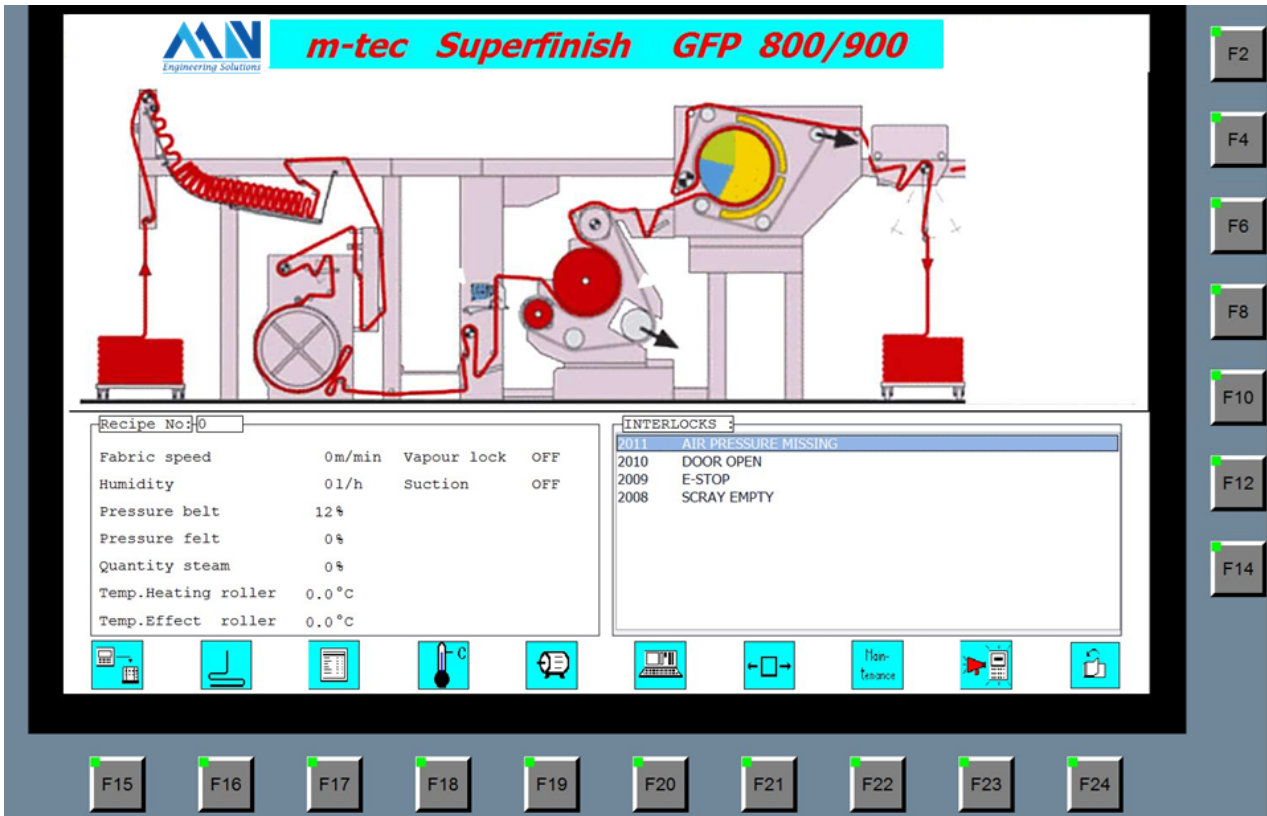 MN
Engineering Solutions
m-tec Superfinish GFP 800/900
Recipe No: 0
Fabric speed 0m/min Vapour lock OFF
Humidity 0l/h Suction OFF
Pressure belt 12%
Pressure felt 0%
Quantity steam 0%
Temp.Heating roller 0.0°C
Temp.Effect roller 0.0°C
INTERLOCKS :
2011 AIR PRESSURE MISSING
2010 DOOR OPEN
2009 E-STOP
2008 SCRAY EMPTY
C
Main-
tenance
F2
F4
F6
F8
F10
F12
F14
F15 F16 F17 F18 F19 F20 F21 F22 F23 F24